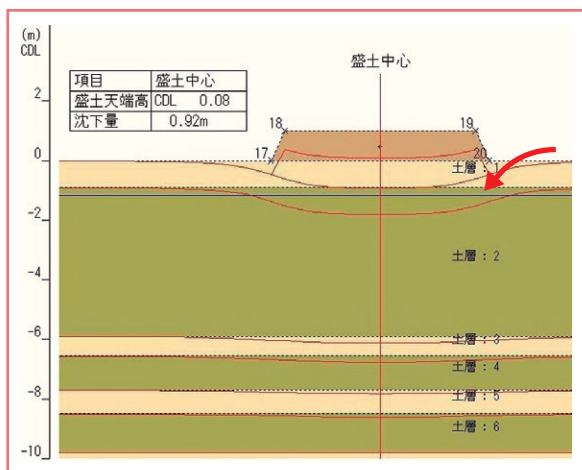 (m)
CDL
盛土中心
項目 盛土中心
盛土天端高 CDL 0.08
沈下量 0.92m
2
0
-2
-4
-6
-8
-10
18
19
17
20
土層：1
土層：2
土層：3
土層：4
土層：5
土層：6